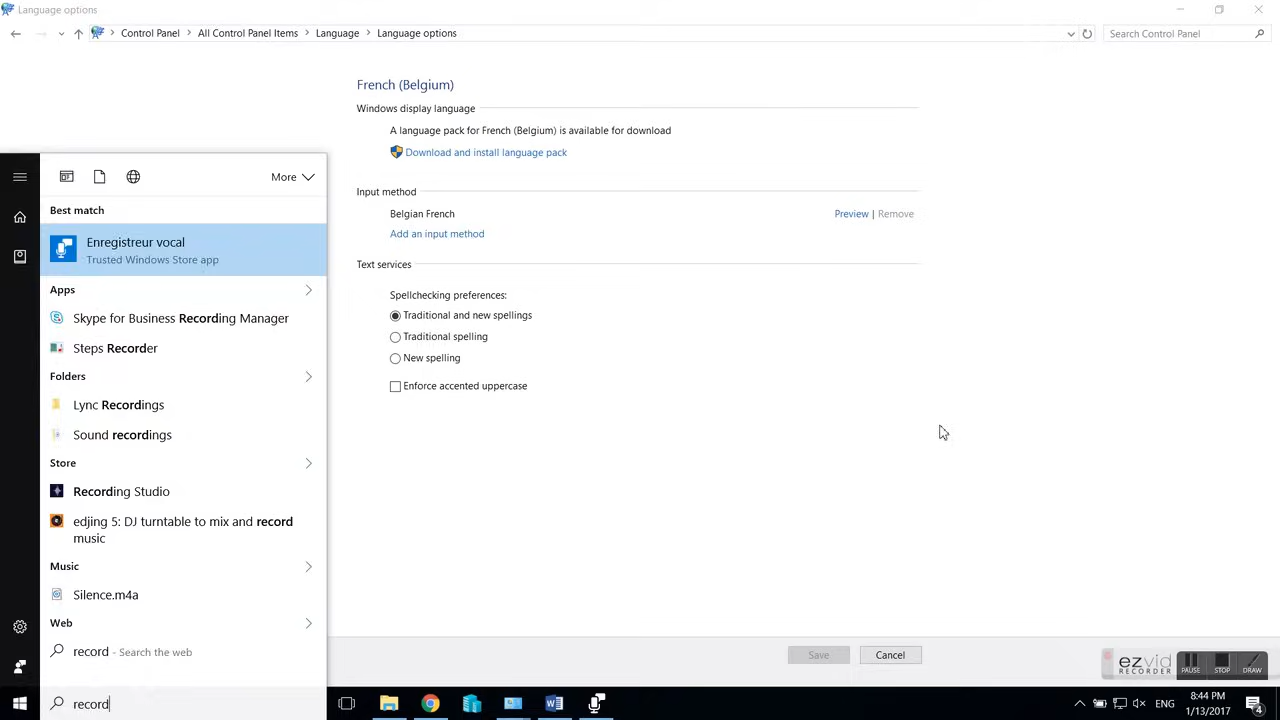 Language options
Control Panel > All Control Panel Items > Language > Language options
Search Control Panel
French (Belgium)
Windows display language
A language pack for French (Belgium) is available for download
Download and install language pack
Input method
Belgian French
Preview | Remove
Add an input method
Text services
Spellchecking preferences:
Traditional and new spellings
Traditional spelling
New spelling
Enforce accented uppercase
Save
Cancel
More
Best match
Enregistreur vocal
Trusted Windows Store app
Apps
Skype for Business Recording Manager
Steps Recorder
Folders
Lync Recordings
Sound recordings
Store
Recording Studio
edjing 5: DJ turntable to mix and record
music
Music
Silence.m4a
Web
record - Search the web
record
ezvid
RECORDER
PAUSE
STOP
DRAW
ENG
8:44 PM
1/13/2017
4